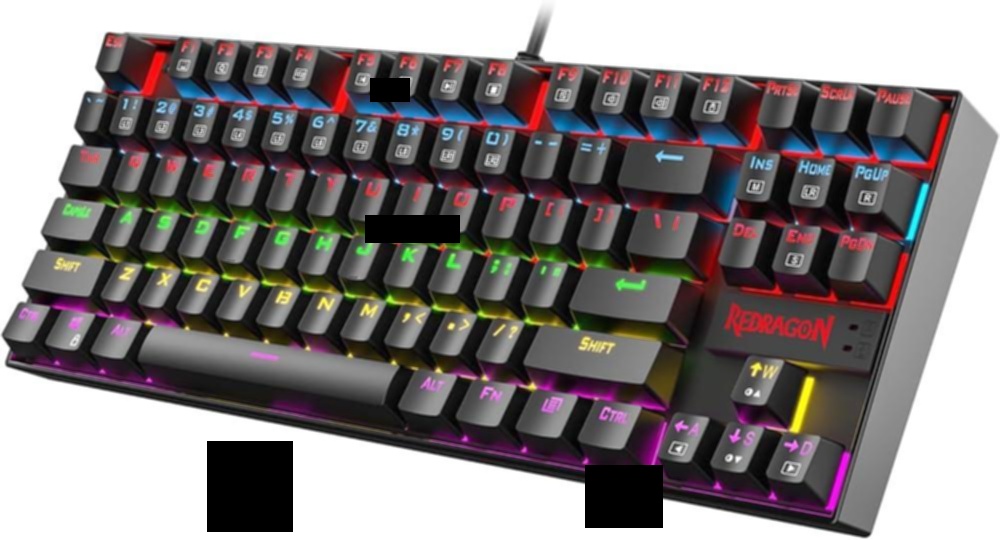 Esc F1 F2 F3 F4 F5 F6 F7 F8 F9 F10 F11 F12 PrtSc ScrLk Pause
` ~ 1! 2@ 3# 4$ 5% 6^ 7& 8* 9( 0) - - = + ← Ins Home PgUp
Tab Q W E R T Y U I O P [ { ] } \ | Del End PgDn
A S D F G H J K L ; : ' " ↵
Shift Z X C V B N M , < . > / ? Shift
REDRAGON
↑W
Ctrl Alt Alt Fn Ctrl ←A ↓S →D